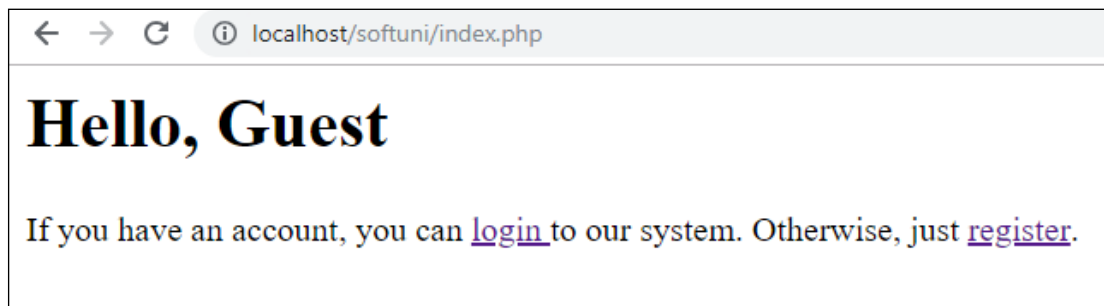 localhost/softuni/index.php
Hello, Guest
If you have an account, you can login to our system. Otherwise, just register.